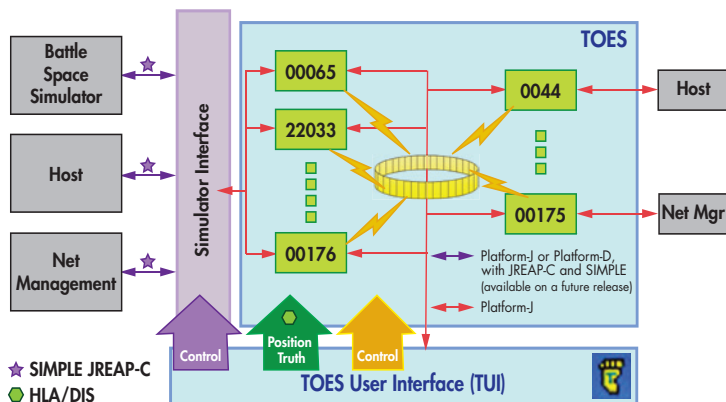 TOES
Battle
Space
Simulator
Host
Net
Management
Simulator Interface
00065
22033
00176
0044
00175
Host
Net Mgr
Platform-J or Platform-D,
with JREAP-C and SIMPLE
(available on a future release)
Platform-J
Control
Position
Truth
Control
TOES User Interface (TUI)
SIMPLE JREAP-C
HLA/DIS